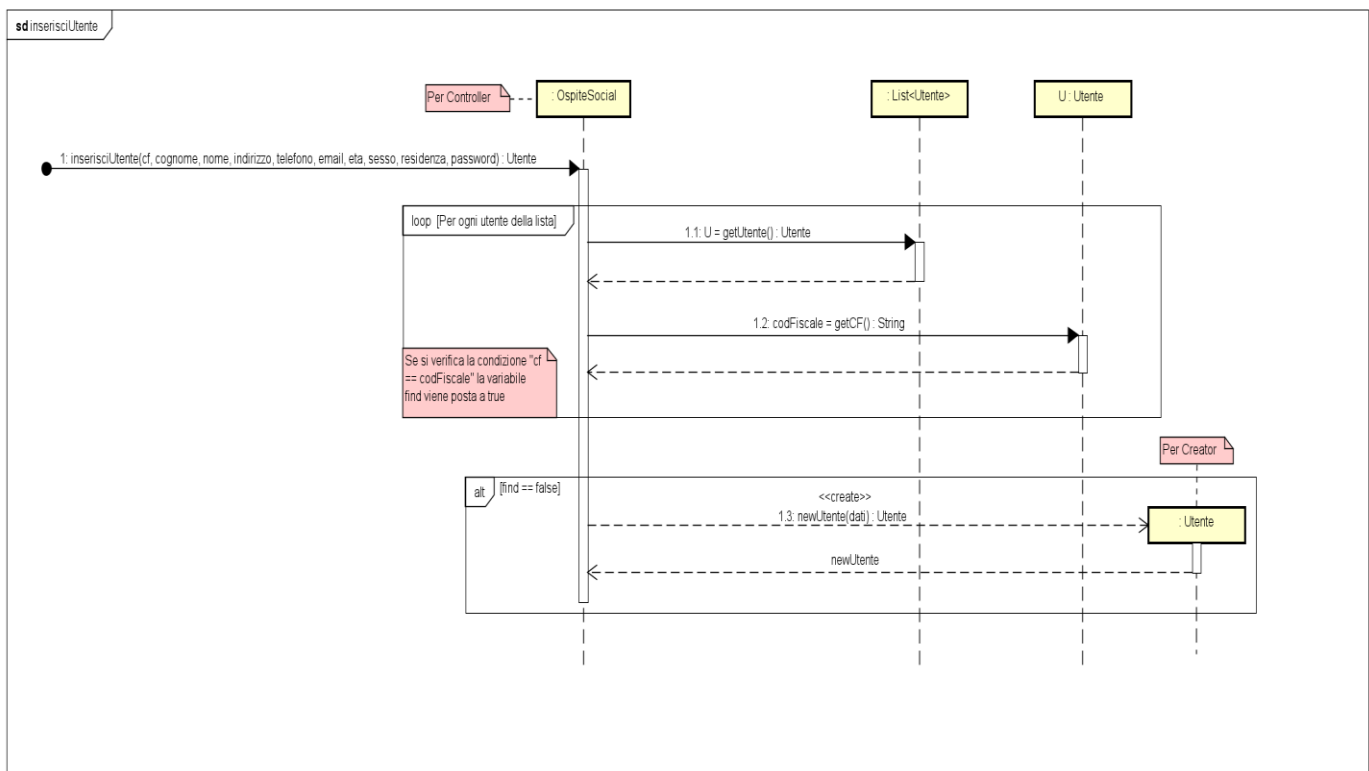 sd inserisciUtente
Per Controller
: OspiteSocial
: List<Utente>
U : Utente
1: inserisciUtente(cf, cognome, nome, indirizzo, telefono, email, eta, sesso, residenza, password) : Utente
loop [Per ogni utente della lista]
1.1: U = getUtente() : Utente
1.2: codFiscale = getCF() : String
Se si verifica la condizione "cf
== codFiscale" la variabile
find viene posta a true
Per Creator
alt [find == false]
<<create>>
1.3: newUtente(dati) : Utente
: Utente
newUtente